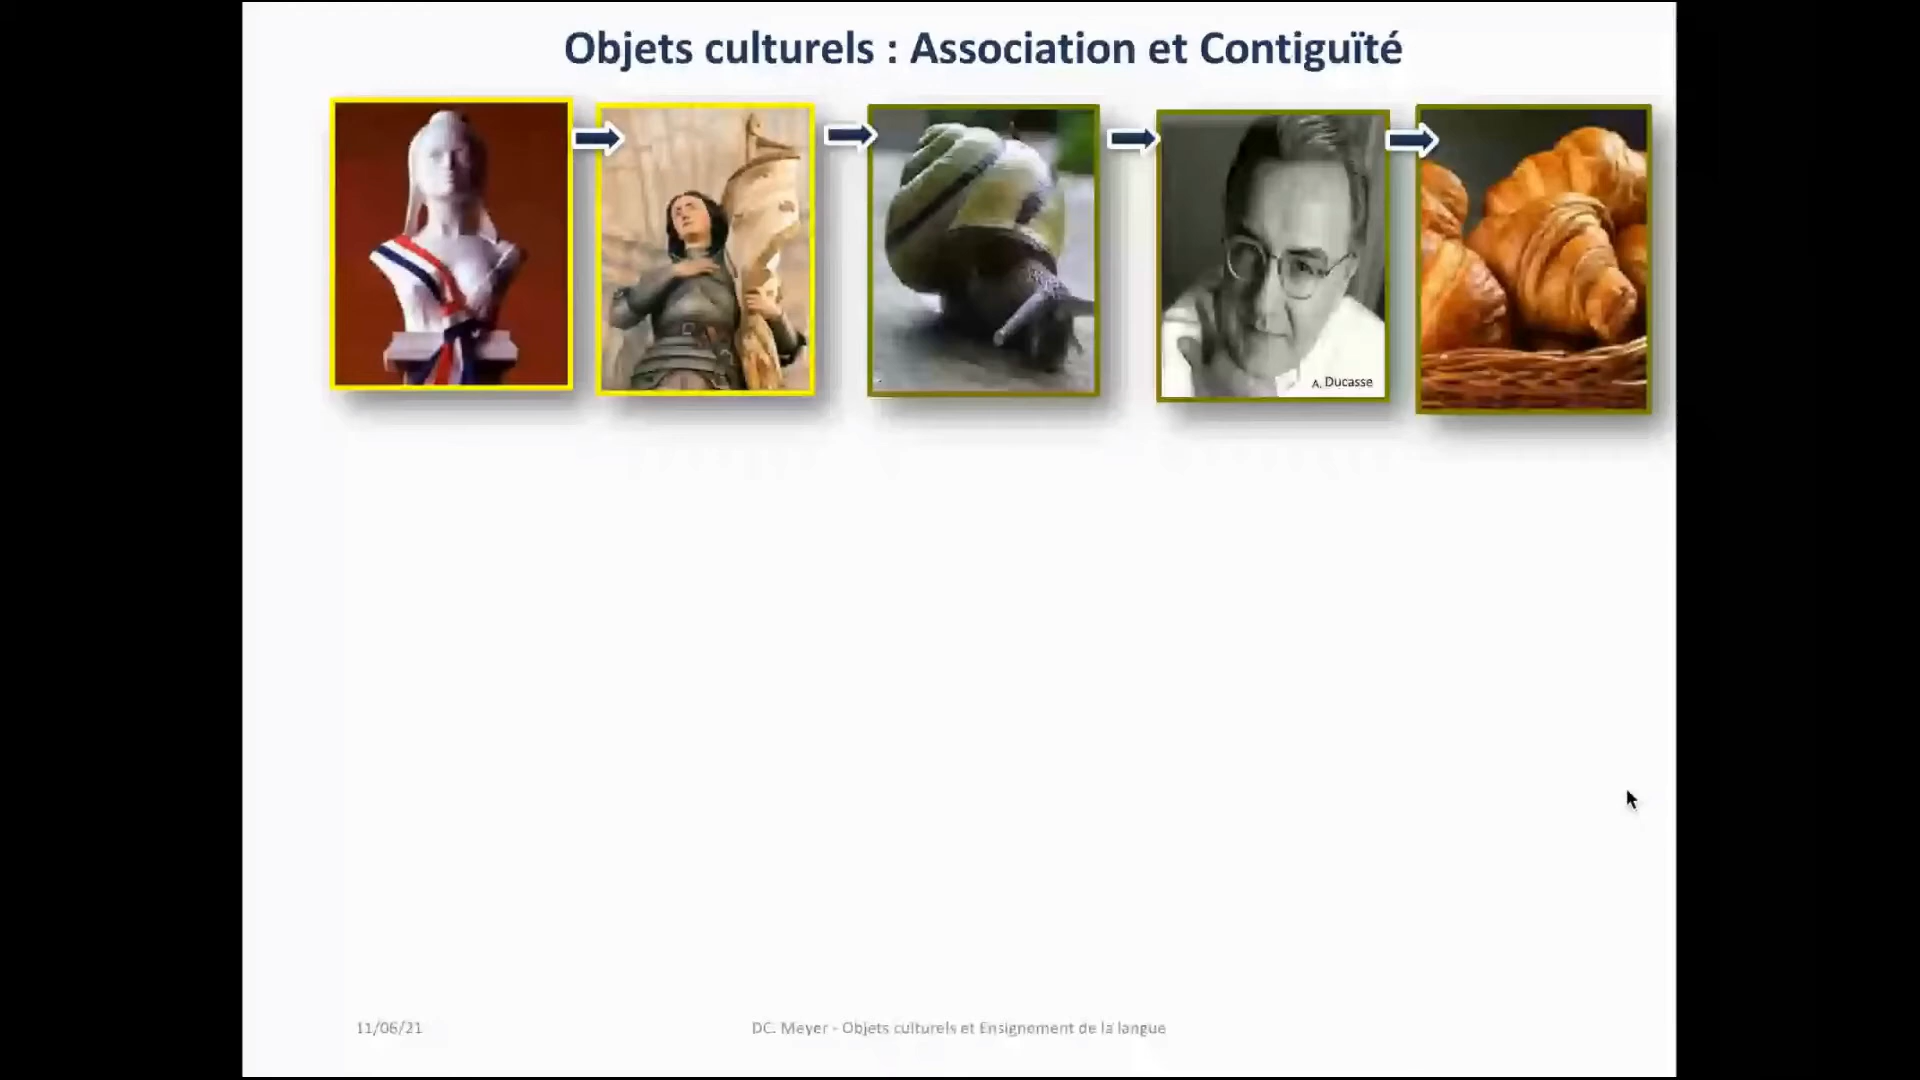 Objets culturels : Association et Contiguïté
A. Ducasse
11/06/21
DC. Meyer - Objets culturels et Ensignement de la langue